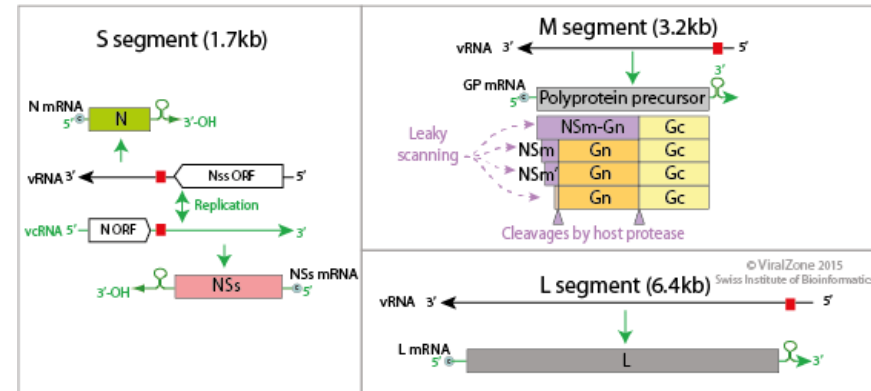 S segment (1.7kb)
N mRNA
5′ c
N
3′-OH
vRNA 3′
Nss ORF
5′
Replication
vcRNA 5′
N ORF
3′
NSs mRNA
3′-OH
NSs
c 5′
M segment (3.2kb)
vRNA 3′
5′
GP mRNA
5′ c
Polyprotein precursor
3′
Leaky
scanning
NSm-Gn Gc
NSm Gn Gc
NSm′ Gn Gc
Gn Gc
Cleavages by host protease
© ViralZone 2015
Swiss Institute of Bioinformatics
L segment (6.4kb)
vRNA 3′
5′
L mRNA
5′ c
L
3′